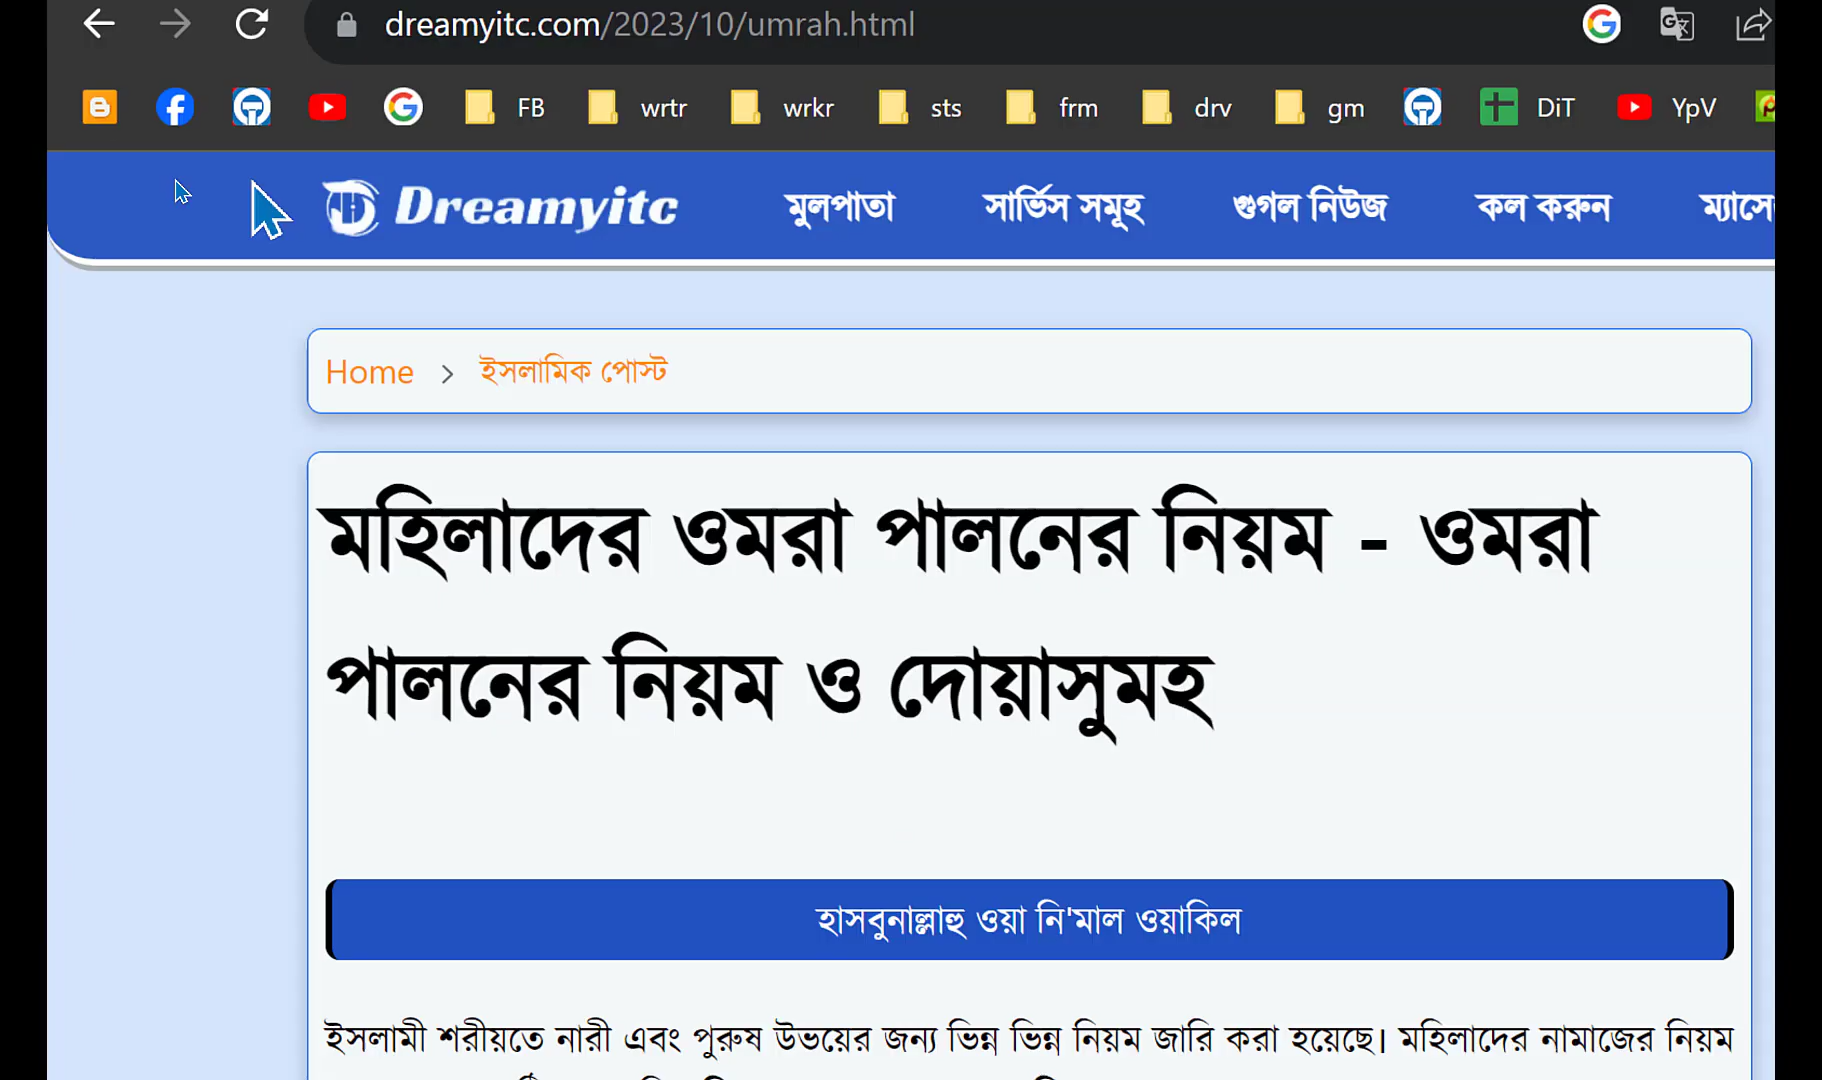 dreamyitc.com/2023/10/umrah.html
FB wrtr wrkr sts frm drv gm DiT YpV
Dreamyitc মুলপাতা সার্ভিস সমূহ গুগল নিউজ কল করুন ম্যাসে
Home > ইসলামিক পোস্ট
মহিলাদের ওমরা পালনের নিয়ম - ওমরা
পালনের নিয়ম ও দোয়াসুমহ
হাসবুনাল্লাহু ওয়া নি'মাল ওয়াকিল
ইসলামী শরীয়তে নারী এবং পুরুষ উভয়ের জন্য ভিন্ন ভিন্ন নিয়ম জারি করা হয়েছে। মহিলাদের নামাজের নিয়ম